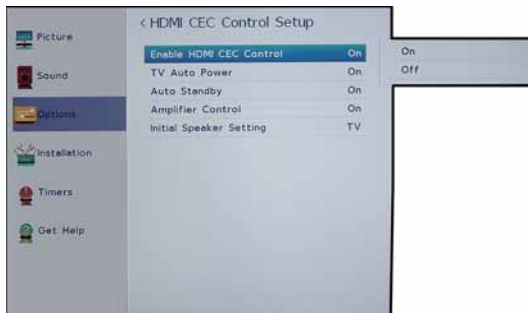 < HDMI CEC Control Setup
Picture
Sound
Options
Installation
Timers
Get Help
Enable HDMI CEC Control On
TV Auto Power On
Auto Standby On
Amplifier Control On
Initial Speaker Setting TV
On
Off